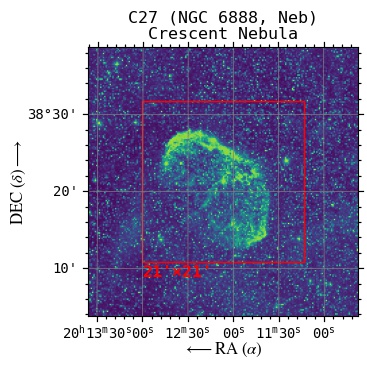 C27 (NGC 6888, Neb)
Crescent Nebula
38°30'
20'
10'
DEC (δ) ⟶
21'×21'
20ʰ13ᵐ30ˢ00ˢ 12ᵐ30ˢ 00ˢ 11ᵐ30ˢ 00ˢ
⟵ RA (α)